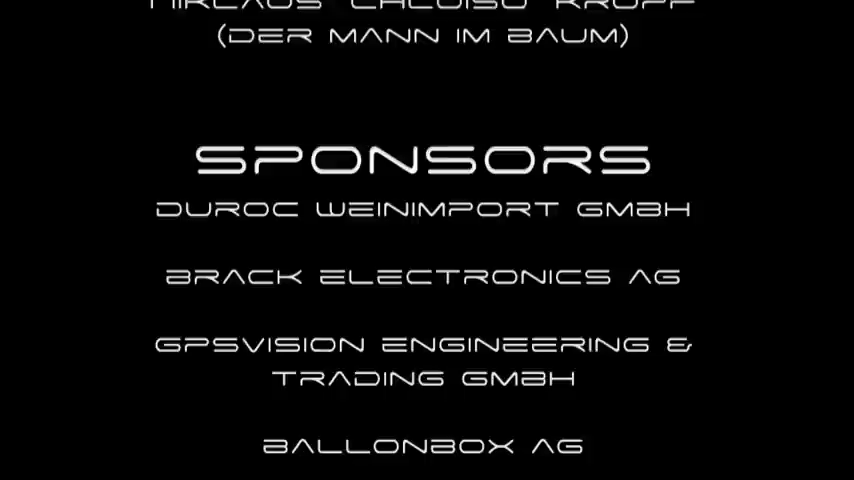 (DER MANN IM BAUM)
SPONSORS
DUROC WEINIMPORT GMBH
BRACK ELECTRONICS AG
GPSVISION ENGINEERING &
TRADING GMBH
BALLONBOX AG